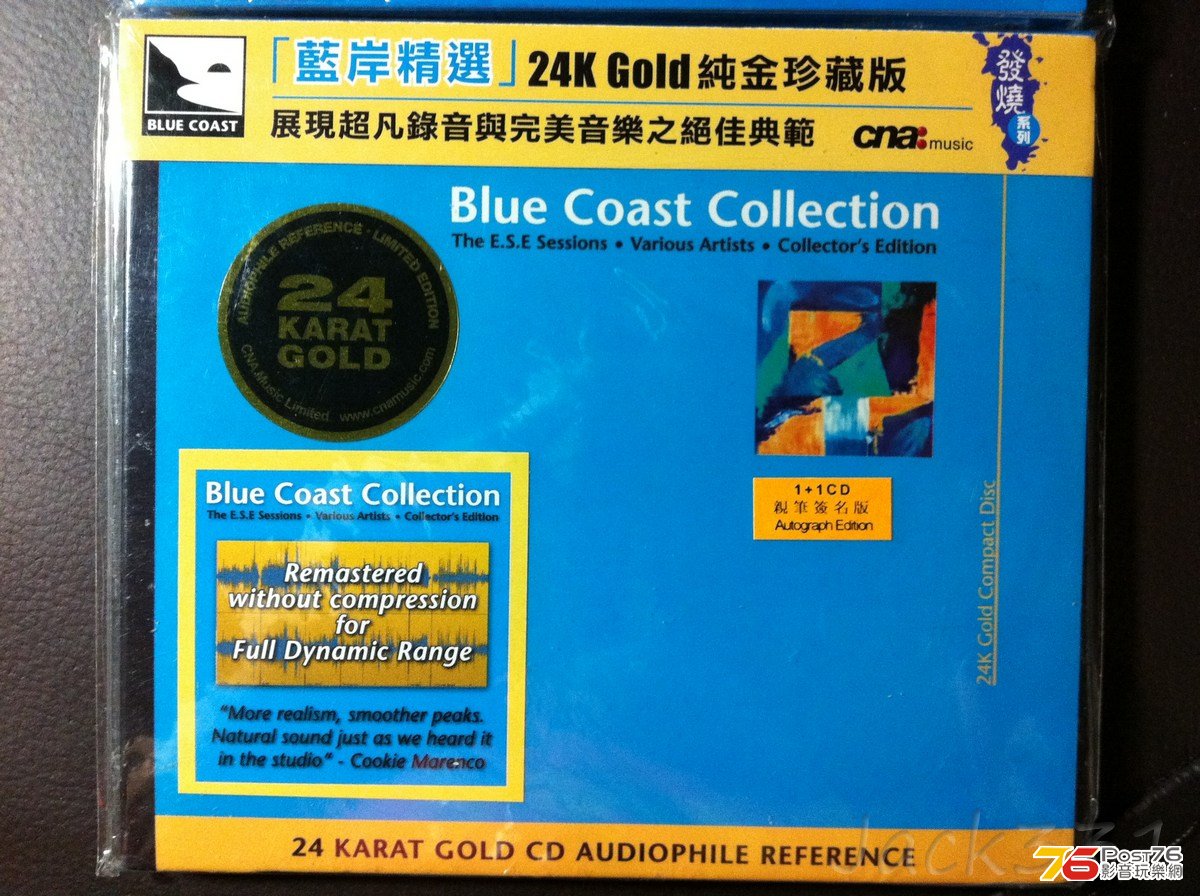 BLUE COAST
「藍岸精選」24K Gold純金珍藏版
展現超凡錄音與完美音樂之絕佳典範
cna:music
發燒
系列
Blue Coast Collection
The E.S.E Sessions • Various Artists • Collector's Edition
AUDIOPHILE REFERENCE - LIMITED EDITION
24
KARAT
GOLD
CNA Music Limited www.cnamusic.com
1+1CD
親筆簽名版
Autograph Edition
24K Gold Compact Disc
Blue Coast Collection
The E.S.E Sessions • Various Artists • Collector's Edition
Remastered
without compression
for
Full Dynamic Range
"More realism, smoother peaks.
Natural sound just as we heard it
in the studio" - Cookie Marenco
24 KARAT GOLD CD AUDIOPHILE REFERENCE
Jack331
76 Post76
影音玩樂網